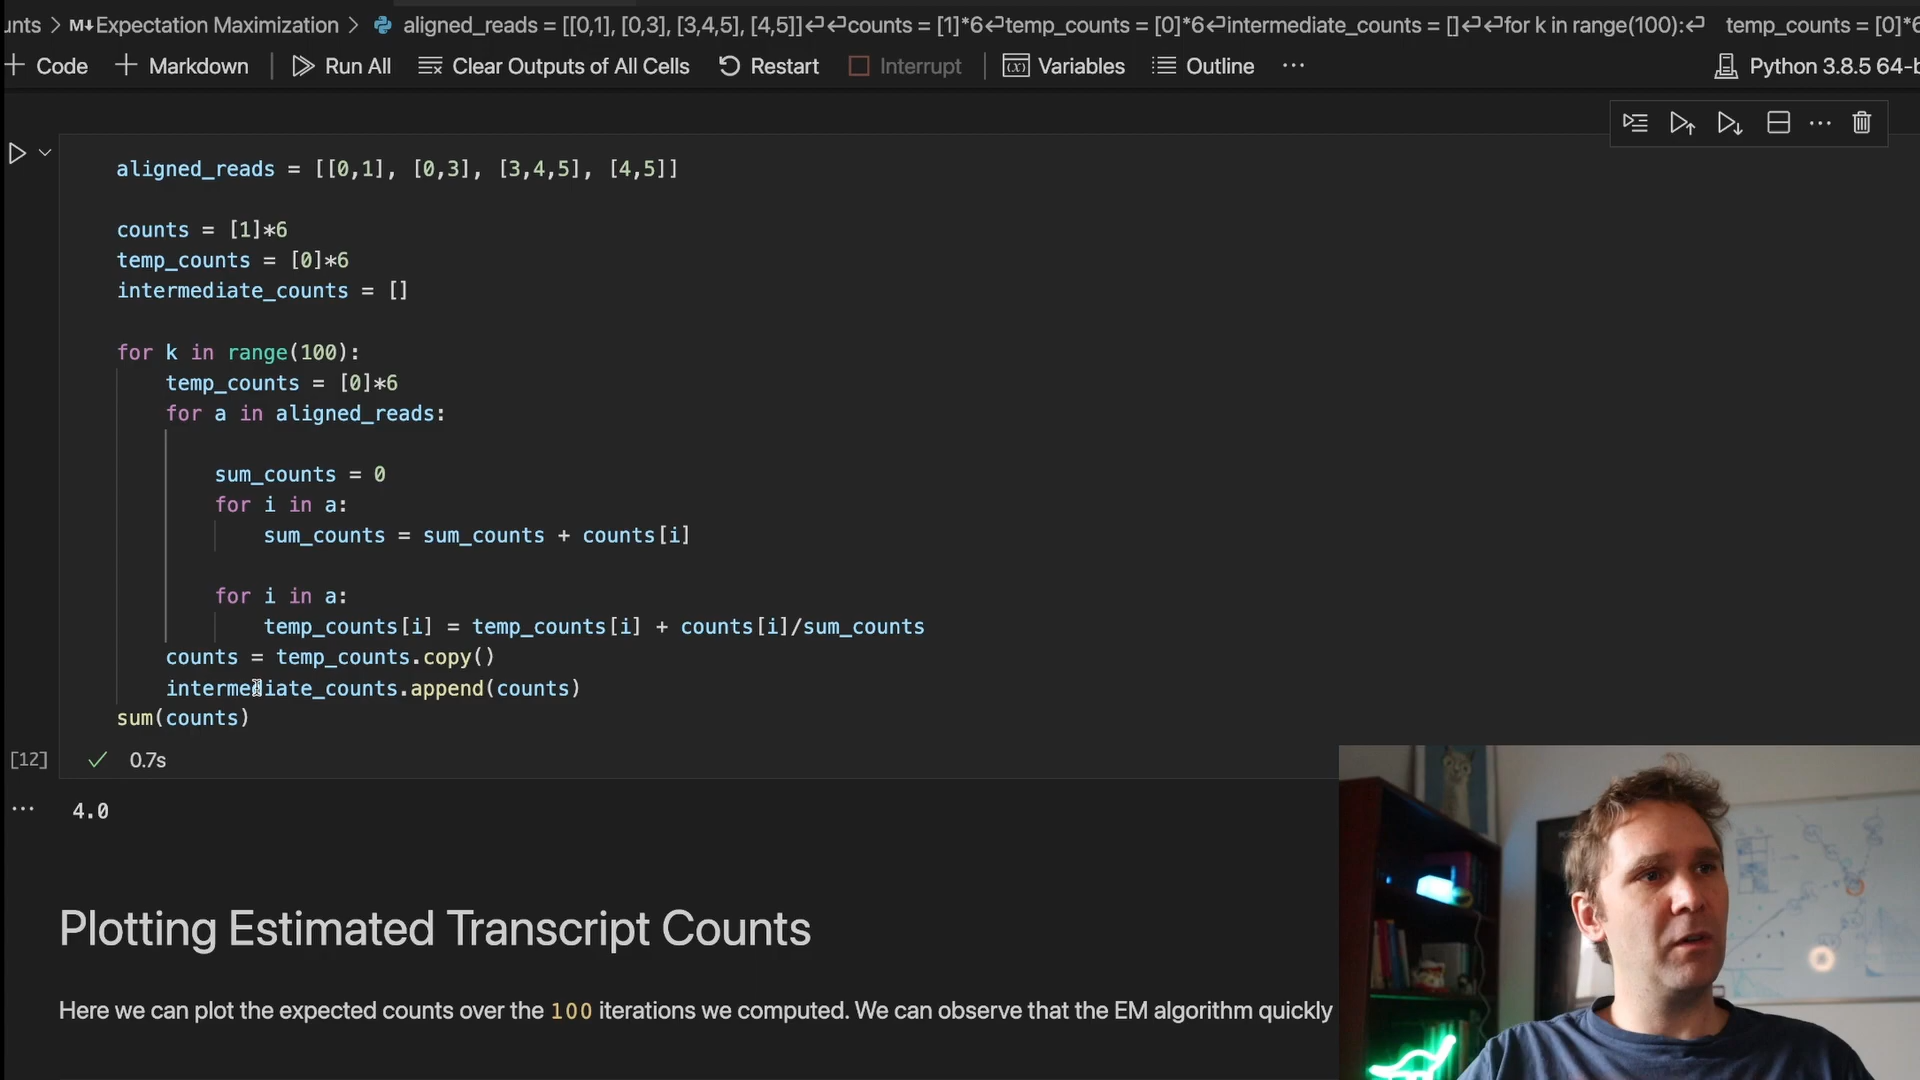 unts > M↓Expectation Maximization > aligned_reads = [[0,1], [0,3], [3,4,5], [4,5]]↵↵counts = [1]*6↵temp_counts = [0]*6↵intermediate_counts = []↵↵for k in range(100):↵ temp_counts = [0]*6
+ Code + Markdown Run All Clear Outputs of All Cells Restart Interrupt Variables Outline ··· Python 3.8.5 64-b
aligned_reads = [[0,1], [0,3], [3,4,5], [4,5]]
counts = [1]*6
temp_counts = [0]*6
intermediate_counts = []
for k in range(100):
temp_counts = [0]*6
for a in aligned_reads:
sum_counts = 0
for i in a:
sum_counts = sum_counts + counts[i]
for i in a:
temp_counts[i] = temp_counts[i] + counts[i]/sum_counts
counts = temp_counts.copy()
intermediate_counts.append(counts)
sum(counts)
[12] ✓ 0.7s
··· 4.0
Plotting Estimated Transcript Counts
Here we can plot the expected counts over the 100 iterations we computed. We can observe that the EM algorithm quickly